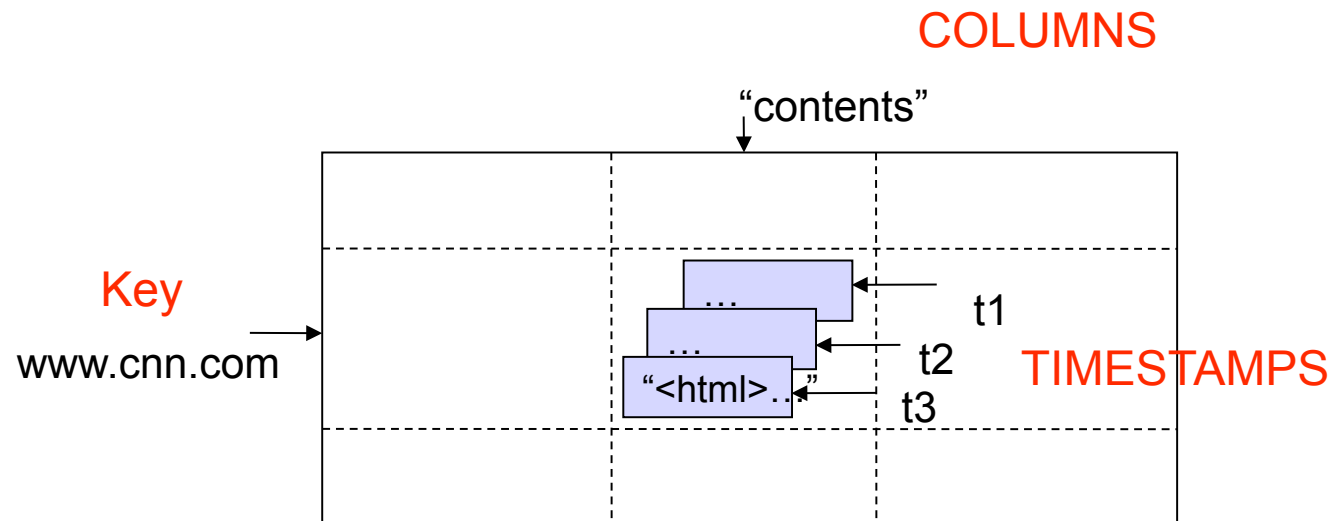 COLUMNS
“contents”
Key
www.cnn.com
…
t1
…
t2
TIMESTAMPS
“<html>…”
t3